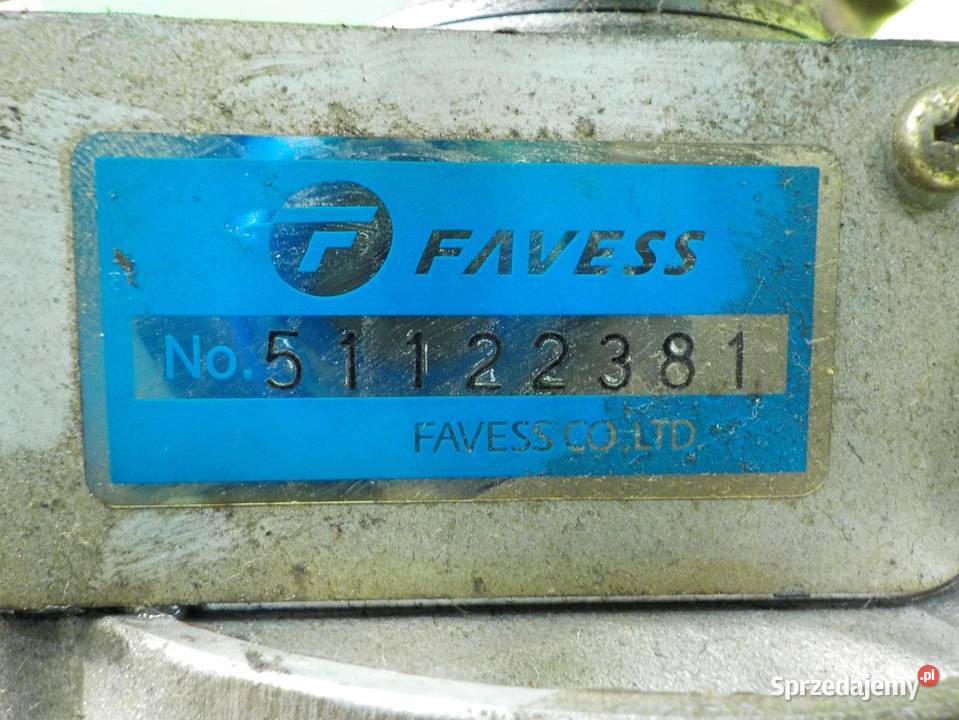 F FAVESS
No. 51122381
FAVESS CO.,LTD.
Sprzedajemy.pl